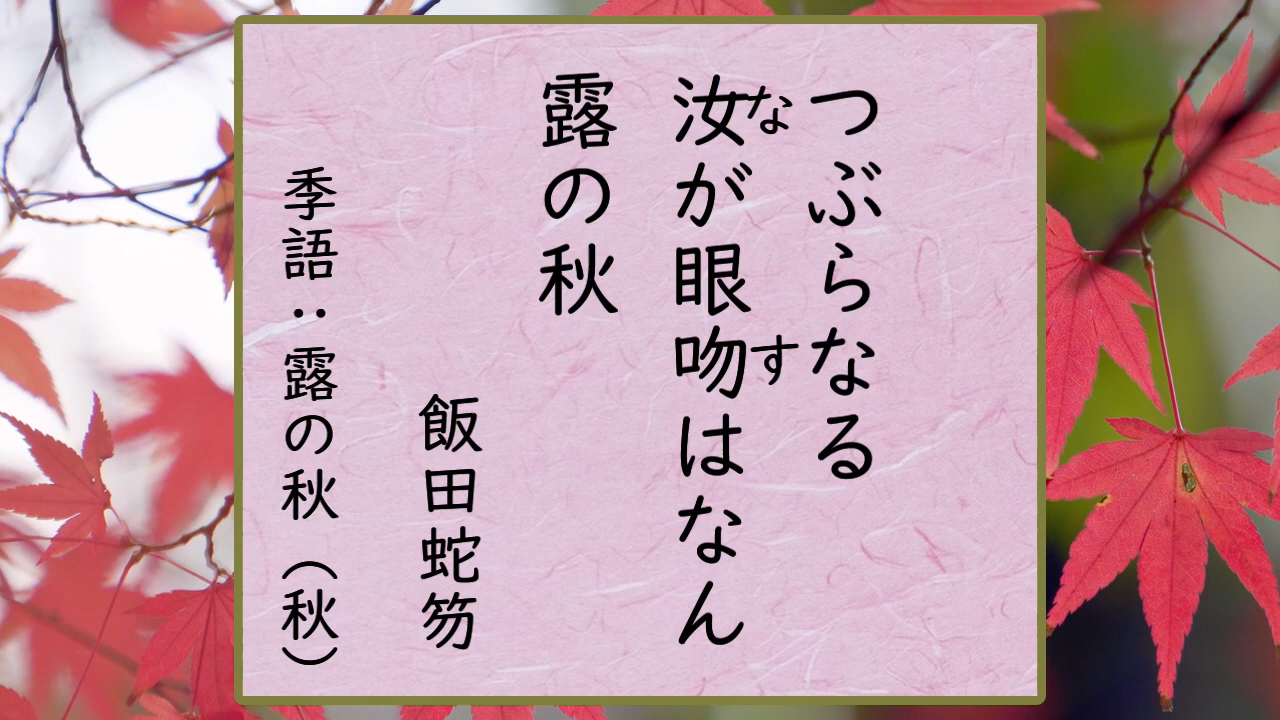 つぶらなる
汝が眼吻はなん
な
す
露の秋
飯田蛇笏
季語：露の秋（秋）